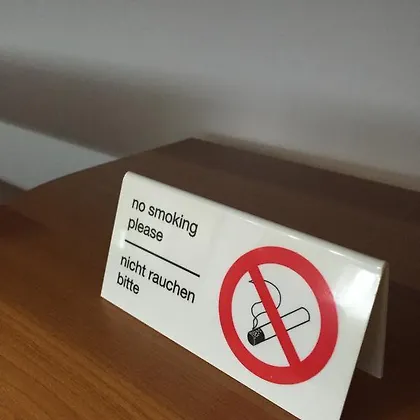 no smoking
please
nicht rauchen
bitte